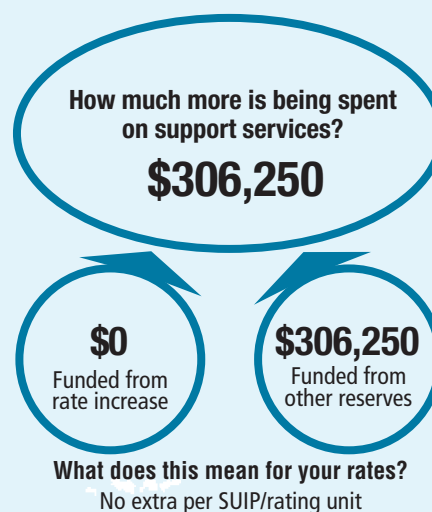 How much more is being spent
on support services?
$306,250
$0
Funded from
rate increase
$306,250
Funded from
other reserves
What does this mean for your rates?
No extra per SUIP/rating unit